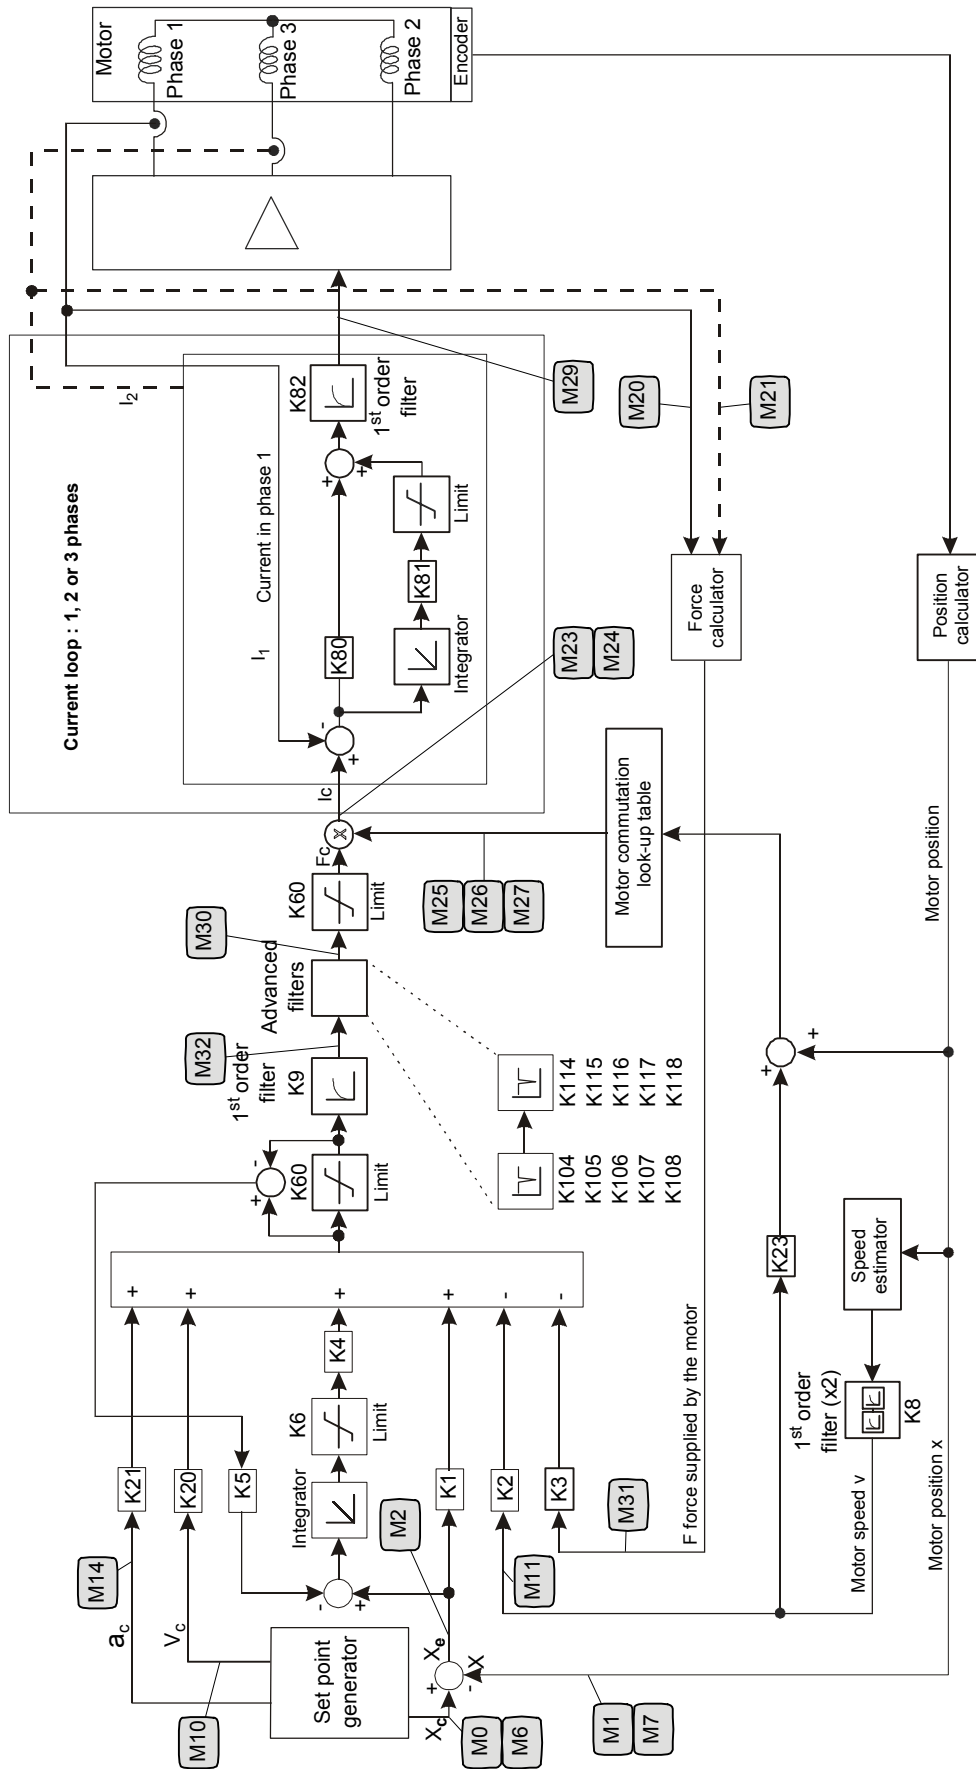 Motor
Phase 1
Phase 3
Phase 2
Encoder
Current loop : 1, 2 or 3 phases
I2
I1
Current in phase 1
K82
1st order
filter
+
+
Limit
K81
Integrator
K80
-
+
Ic
M29
M20
M21
M23
M24
Force
calculator
Position
calculator
Motor commutation
look-up table
Motor position
x
Fc
K60
Limit
M25
M26
M27
M30
Advanced
filters
M32
1st order
filter
K9
K114
K115
K116
K117
K118
K104
K105
K106
K107
K108
-
+
K60
Limit
+
+
K23
Speed
estimator
1st order
filter (x2)
K8
+
+
+
+
-
-
K4
K6
Limit
Integrator
K21
K20
K5
K1
K2
K3
M2
M31
M11
F force supplied by the motor
Motor speed v
Motor position x
M14
ac
Vc
M10
-
+
Set point
generator
Xe
+
-
X
Xc
M0
M6
M1
M7